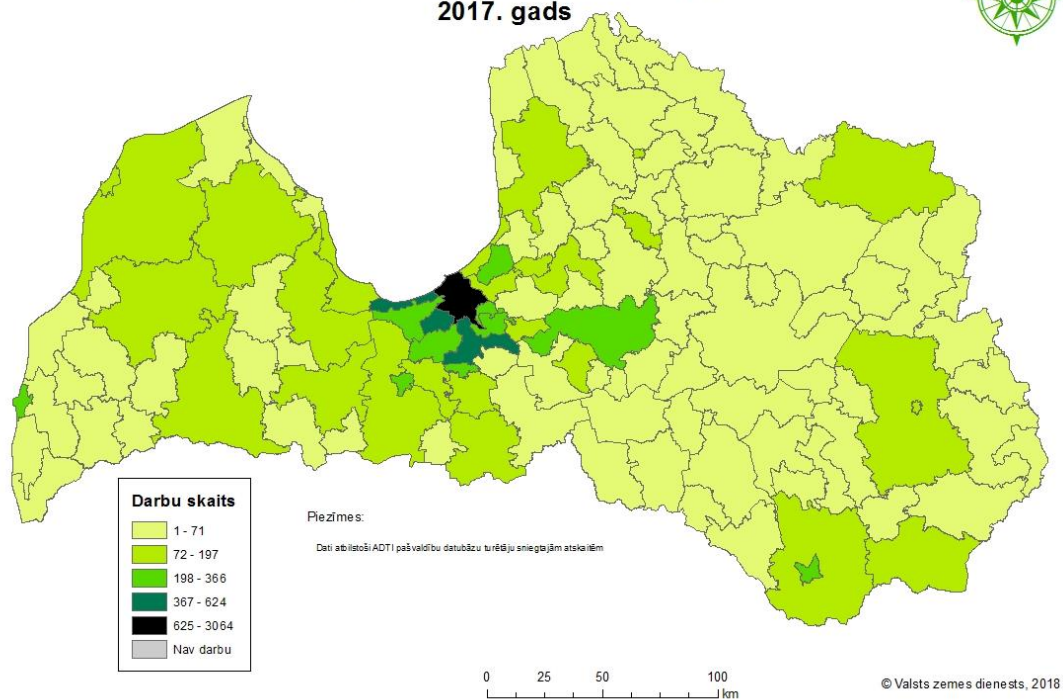 2017. gads
Darbu skaits
1 - 71
72 - 197
198 - 366
367 - 624
625 - 3064
Nav darbu
Piezīmes:
Dati atbilstoši ADTI pašvaldību datubāzu turētāju sniegtajām atskaitēm
0 25 50 100
km
© Valsts zemes dienests, 2018